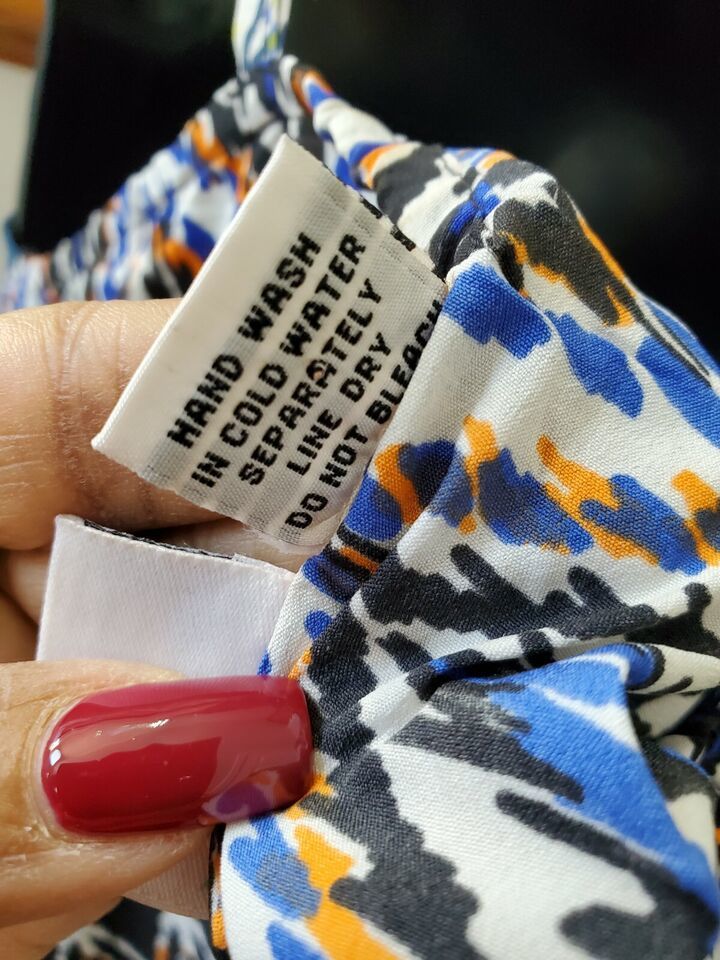 HAND WASH
IN COLD WATER
SEPARATELY
LINE DRY
DO NOT BLEACH